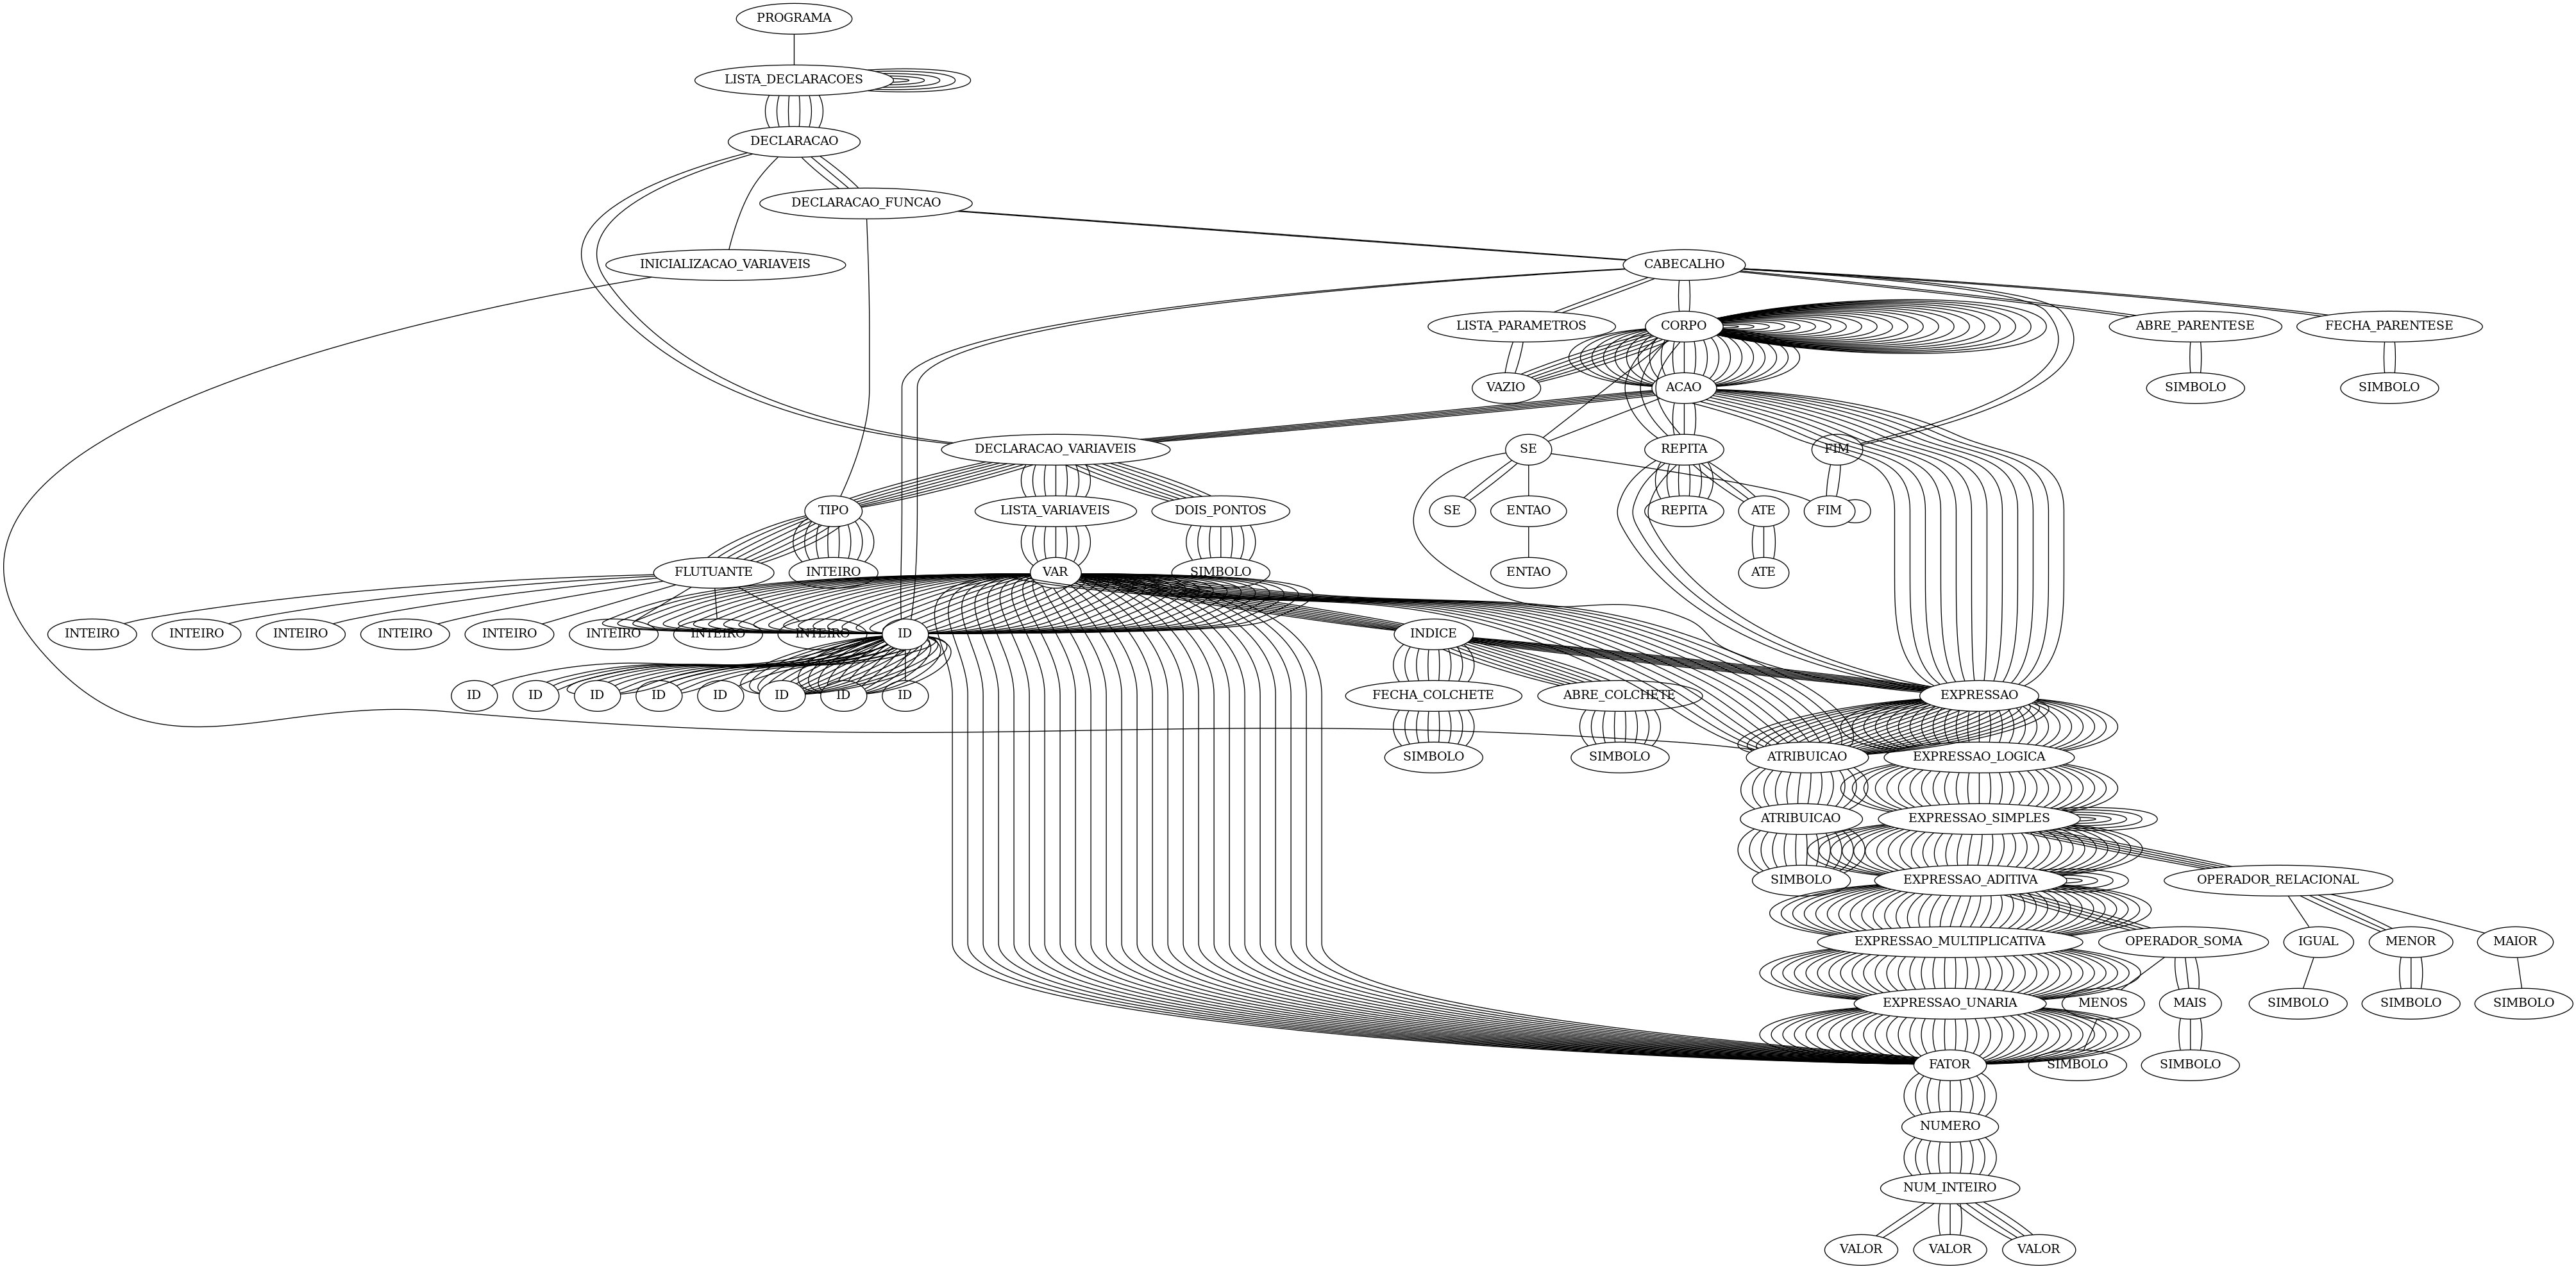 PROGRAMA
LISTA_DECLARACOES
DECLARACAO
DECLARACAO_FUNCAO
INICIALIZACAO_VARIAVEIS
CABECALHO
LISTA_PARAMETROS
CORPO
ABRE_PARENTESE
FECHA_PARENTESE
VAZIO
ACAO
SIMBOLO
SIMBOLO
DECLARACAO_VARIAVEIS
SE
REPITA
FIM
TIPO
LISTA_VARIAVEIS
DOIS_PONTOS
SE
ENTAO
REPITA
ATE
FIM
FLUTUANTE
INTEIRO
VAR
SIMBOLO
ENTAO
ATE
INTEIRO
INTEIRO
INTEIRO
INTEIRO
INTEIRO
INTEIRO
INTEIRO
INTEIRO
ID
INDICE
ID
ID
ID
ID
ID
ID
ID
ID
FECHA_COLCHETE
ABRE_COLCHETE
EXPRESSAO
SIMBOLO
SIMBOLO
ATRIBUICAO
EXPRESSAO_LOGICA
ATRIBUICAO
EXPRESSAO_SIMPLES
SIMBOLO
EXPRESSAO_ADITIVA
OPERADOR_RELACIONAL
EXPRESSAO_MULTIPLICATIVA
OPERADOR_SOMA
IGUAL
MENOR
MAIOR
EXPRESSAO_UNARIA
MENOS
MAIS
SIMBOLO
SIMBOLO
SIMBOLO
FATOR
SIMBOLO
SIMBOLO
NUMERO
NUM_INTEIRO
VALOR
VALOR
VALOR